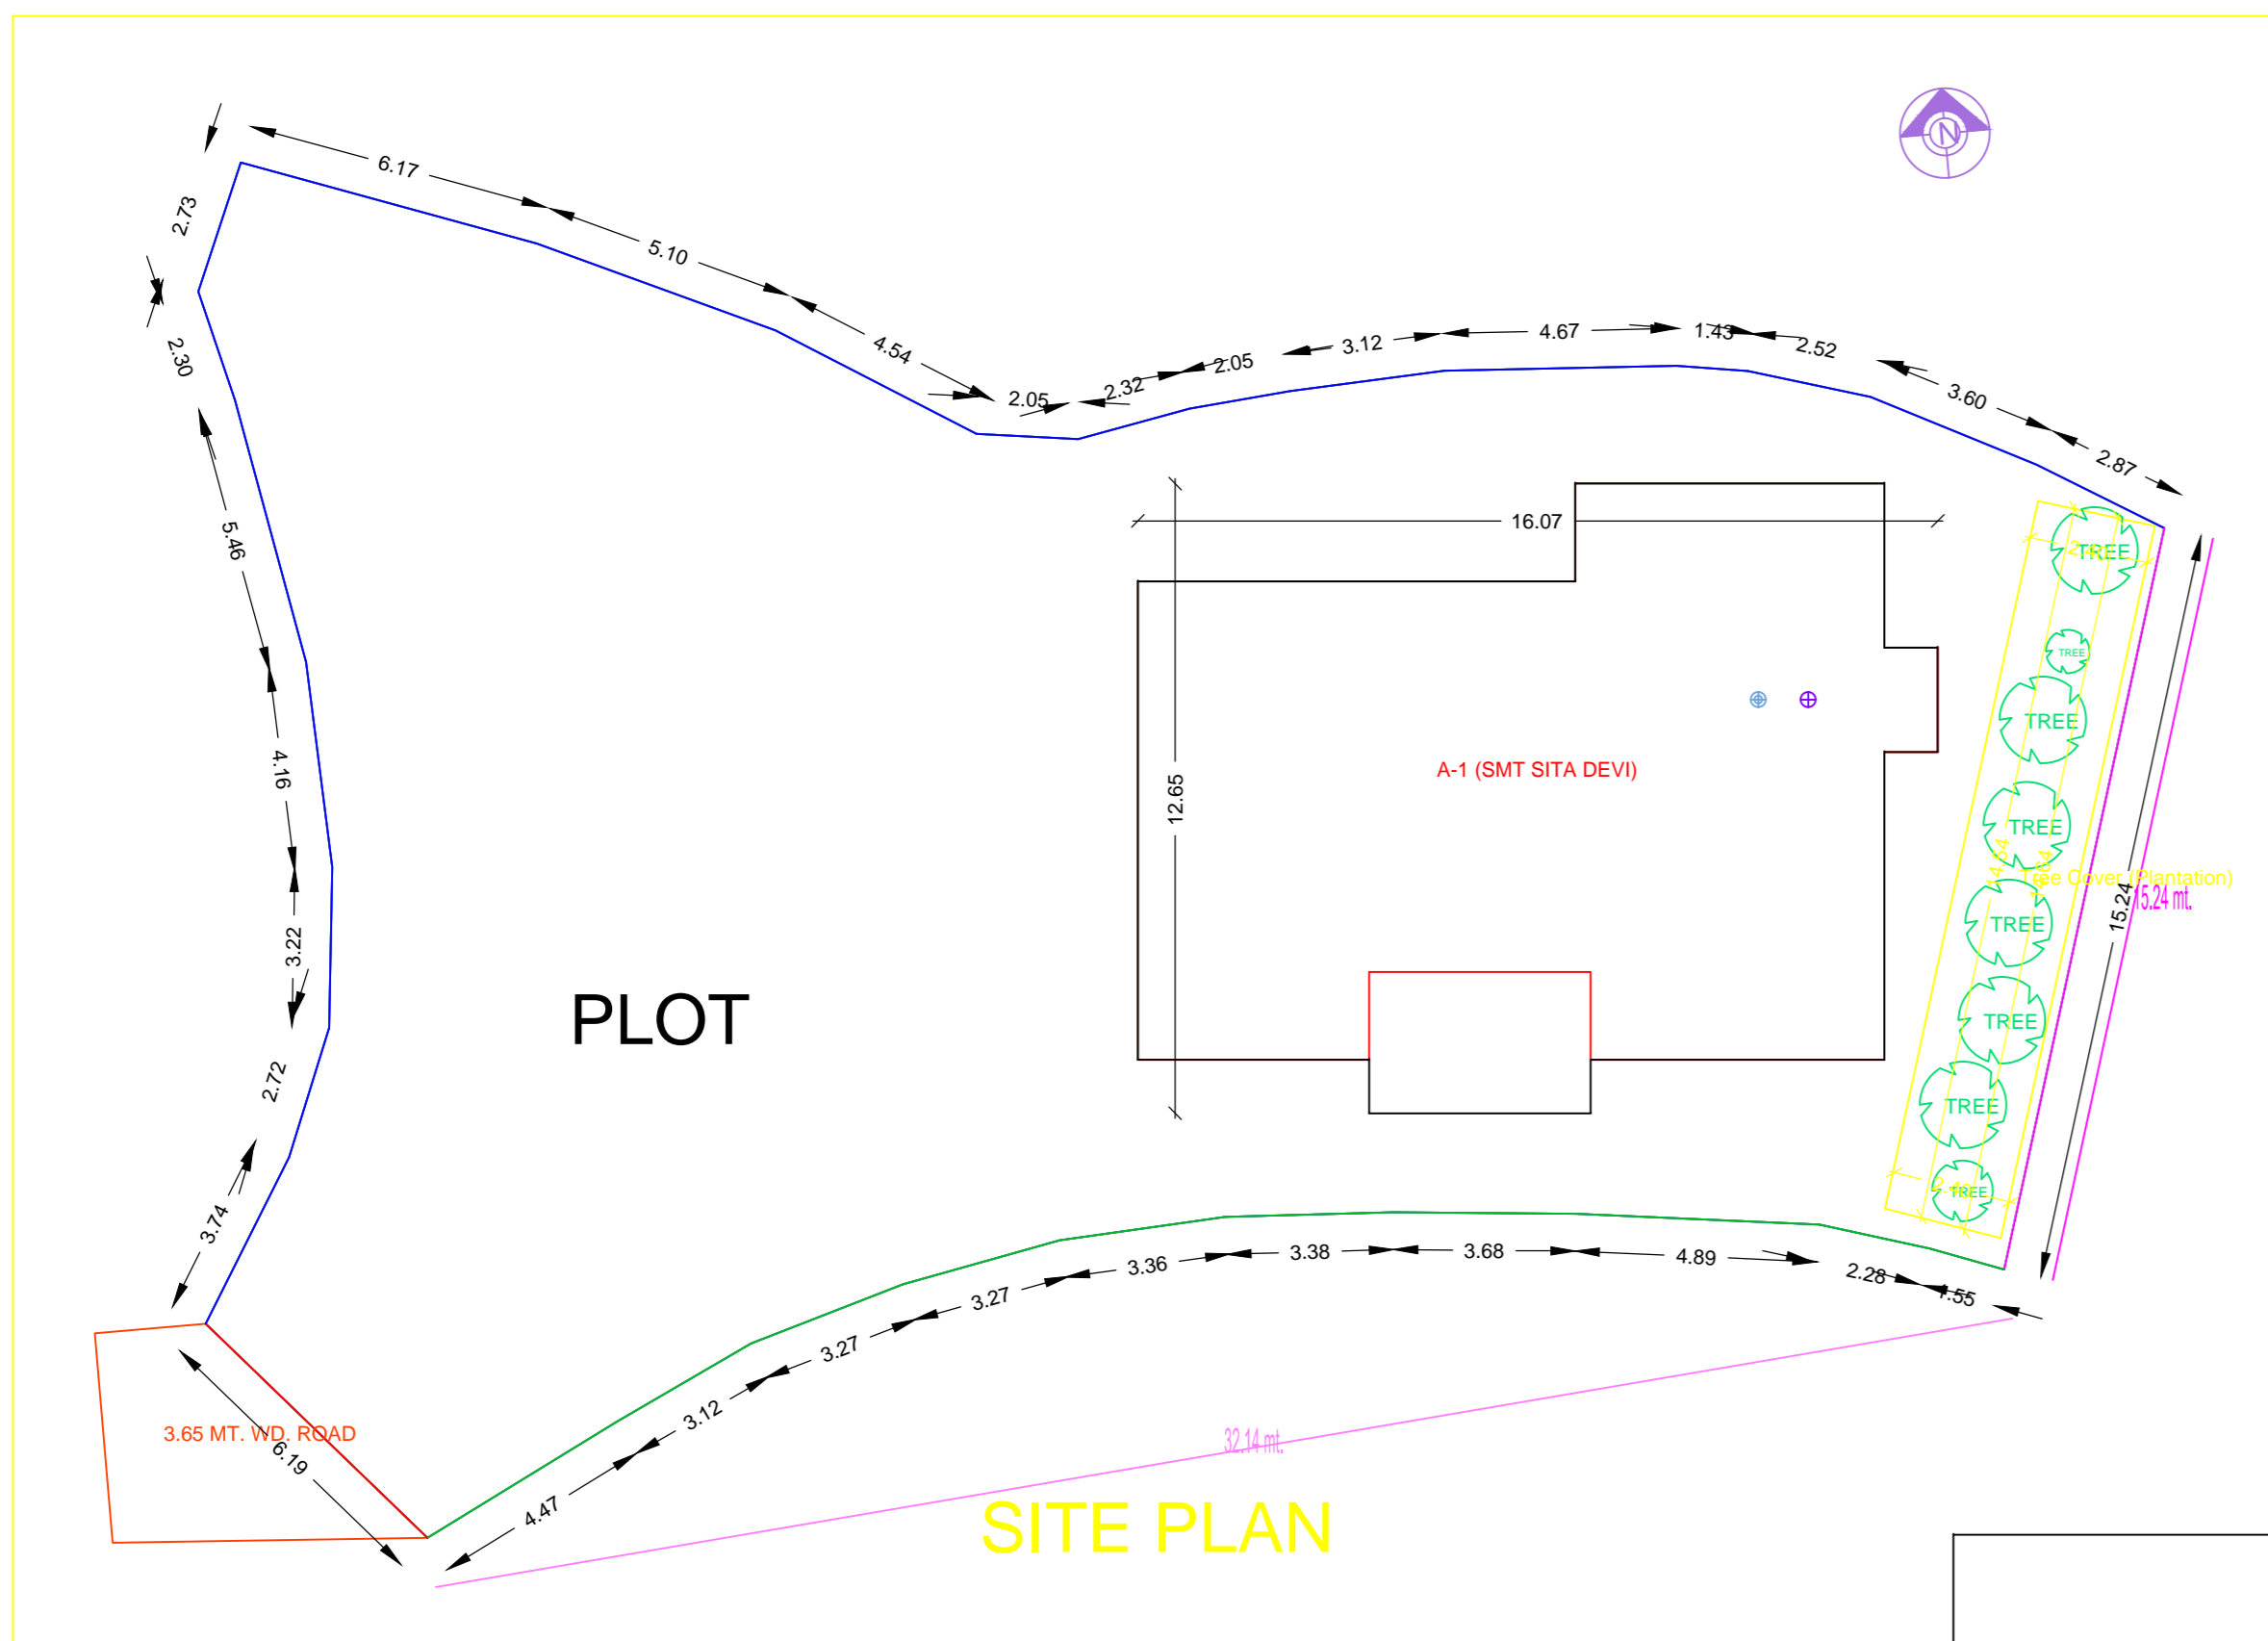 N
6.17
2.73
5.10
4.54
2.05
2.32
2.05
3.12
4.67
1.43
2.52
3.60
2.87
2.30
5.46
4.16
3.22
2.72
3.74
16.07
12.65
A-1 (SMT SITA DEVI)
TREE
TREE
TREE
TREE
TREE
TREE
TREE
TREE
14.54
Tree Cover (Plantation)
15.24
15.24 mt.
PLOT
3.65 MT. WD. ROAD
6.19
4.47
3.12
3.27
3.27
3.36
3.38
3.68
4.89
2.28
1.55
32.14 mt.
SITE PLAN